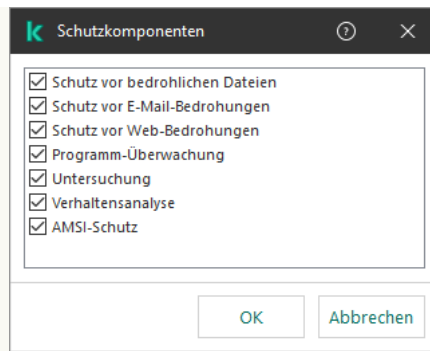 Schutzkomponenten
Schutz vor bedrohlichen Dateien
Schutz vor E-Mail-Bedrohungen
Schutz vor Web-Bedrohungen
Programm-Überwachung
Untersuchung
Verhaltensanalyse
AMSI-Schutz
OK Abbrechen